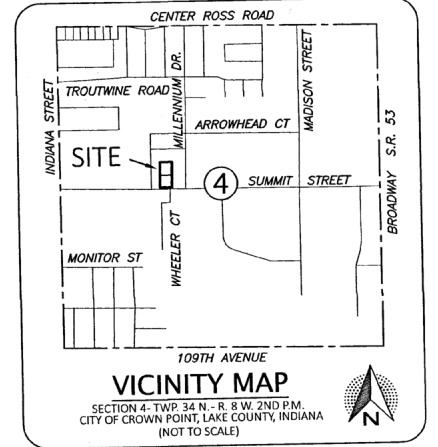 CENTER ROSS ROAD
INDIANA STREET
TROUTWINE ROAD
MILLENNIUM DR.
MADISON STREET
ARROWHEAD CT
BROADWAY S.R. 53
SITE
4
SUMMIT STREET
WHEELER CT
MONITOR ST
109TH AVENUE
VICINITY MAP
SECTION 4- TWP. 34 N.- R. 8 W. 2ND P.M.
CITY OF CROWN POINT, LAKE COUNTY, INDIANA
(NOT TO SCALE)
N